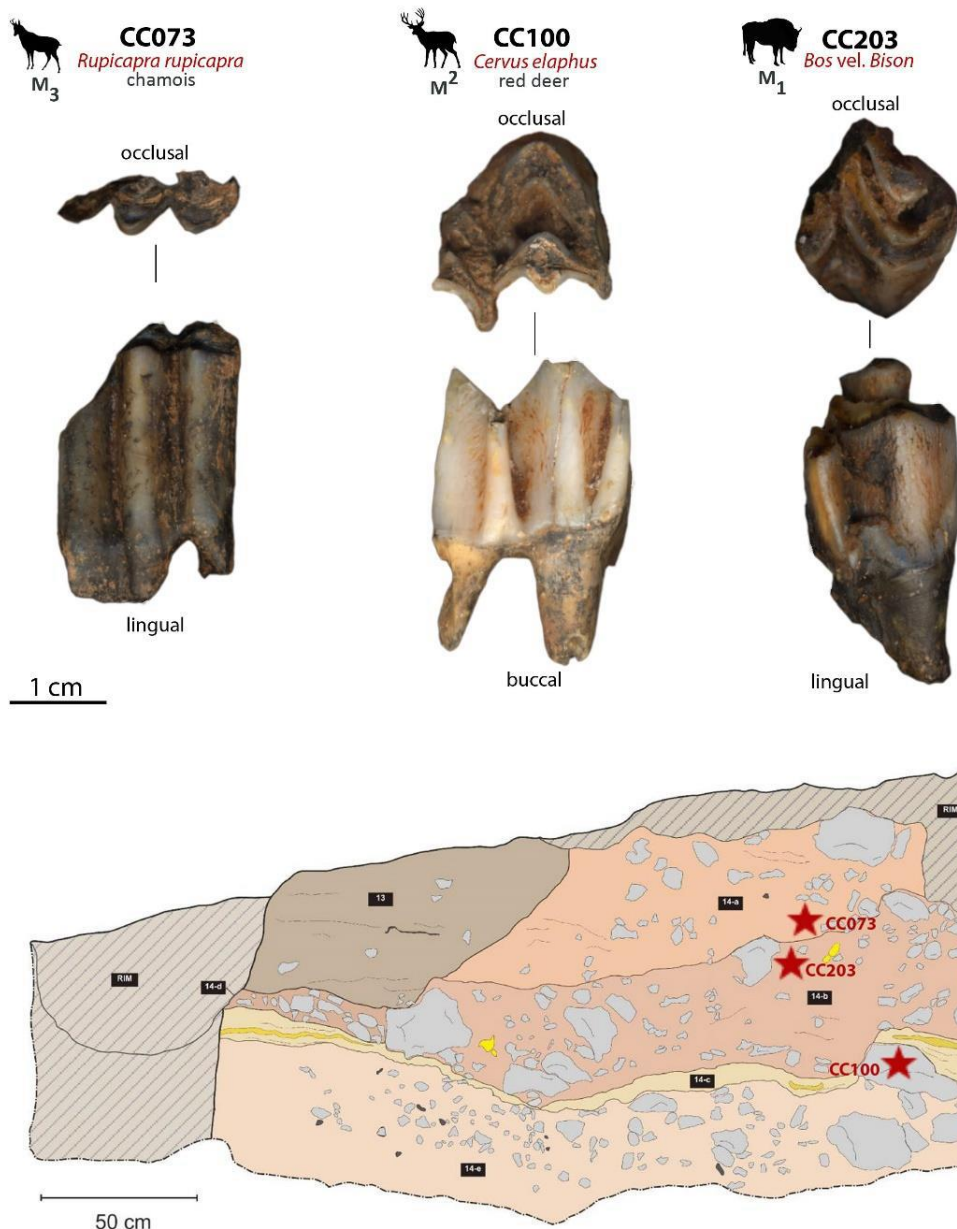 CC073
Rupicapra rupicapra
chamois
M3
occlusal
lingual
CC100
Cervus elaphus
red deer
M2
occlusal
buccal
CC203
Bos vel. Bison
M1
occlusal
lingual
1 cm
RIM
13
14-a
CC073
CC203
RIM
14-d
14-b
14-c
CC100
14-e
50 cm